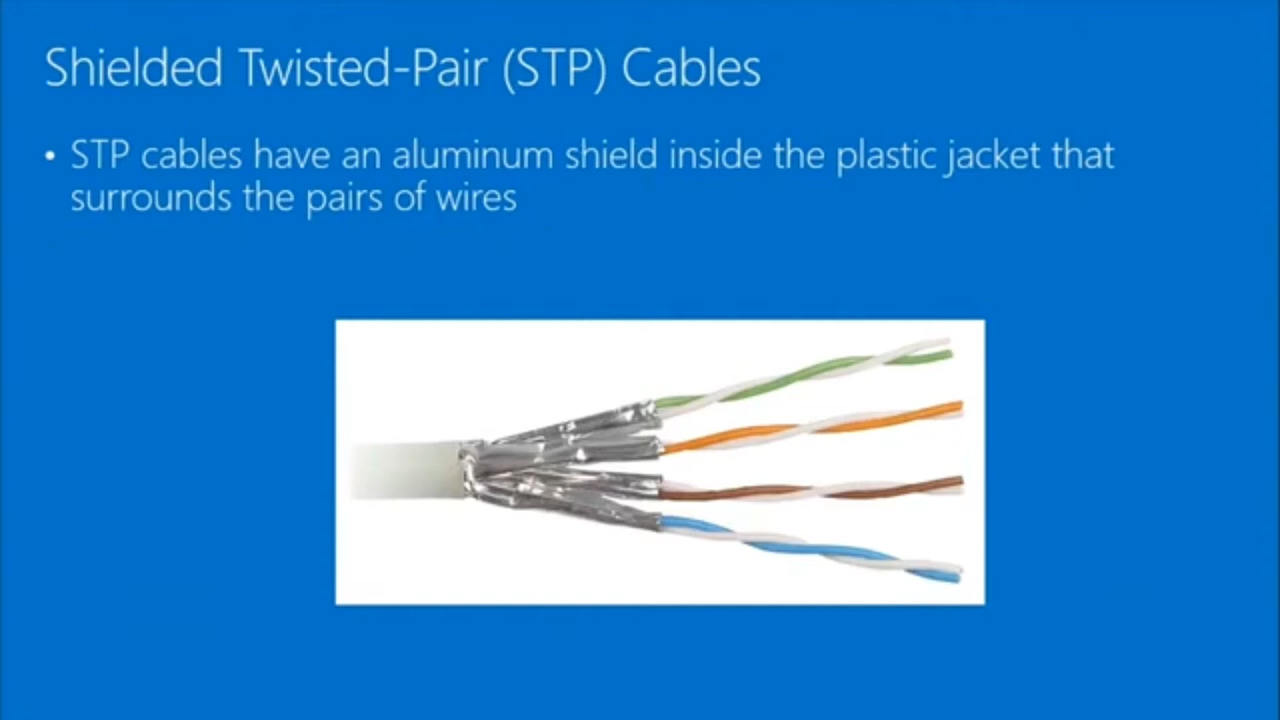 Shielded Twisted-Pair (STP) Cables
• STP cables have an aluminum shield inside the plastic jacket that
surrounds the pairs of wires